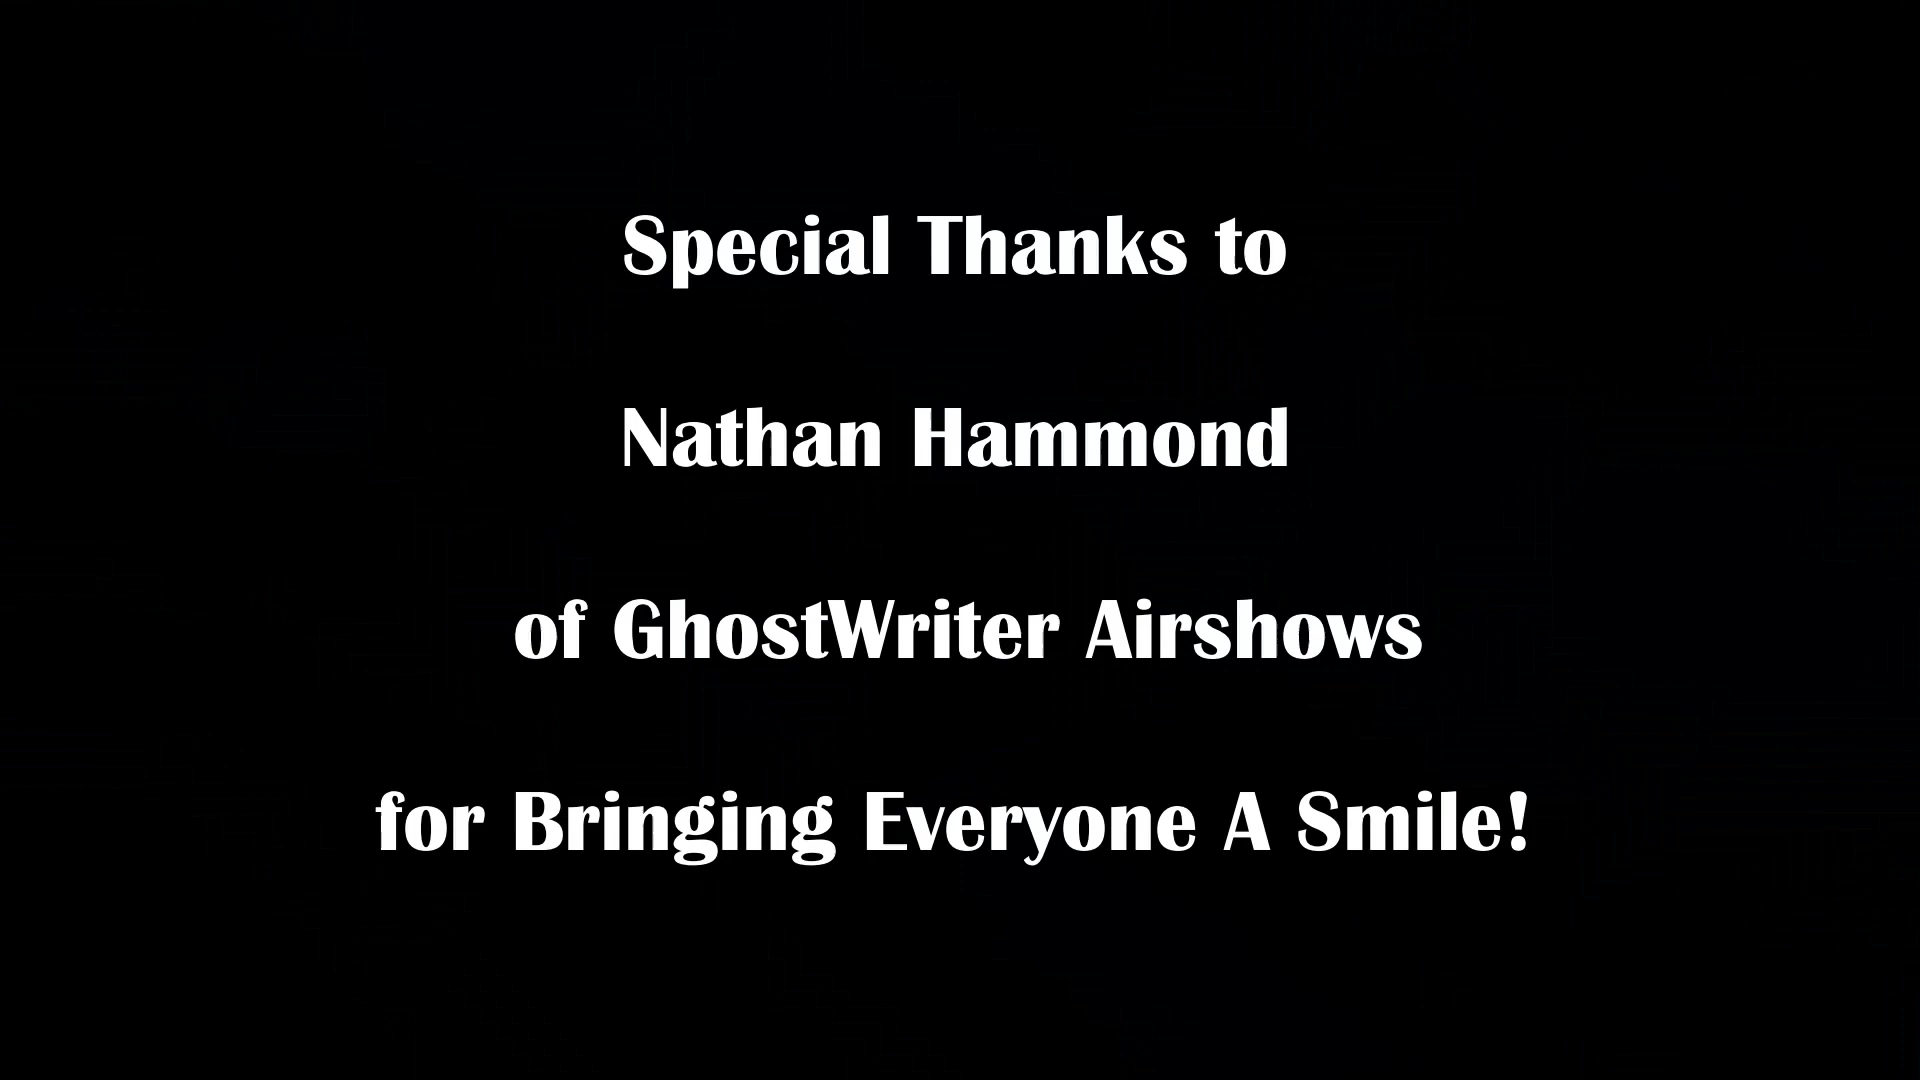 Special Thanks to
Nathan Hammond
of GhostWriter Airshows
for Bringing Everyone A Smile!